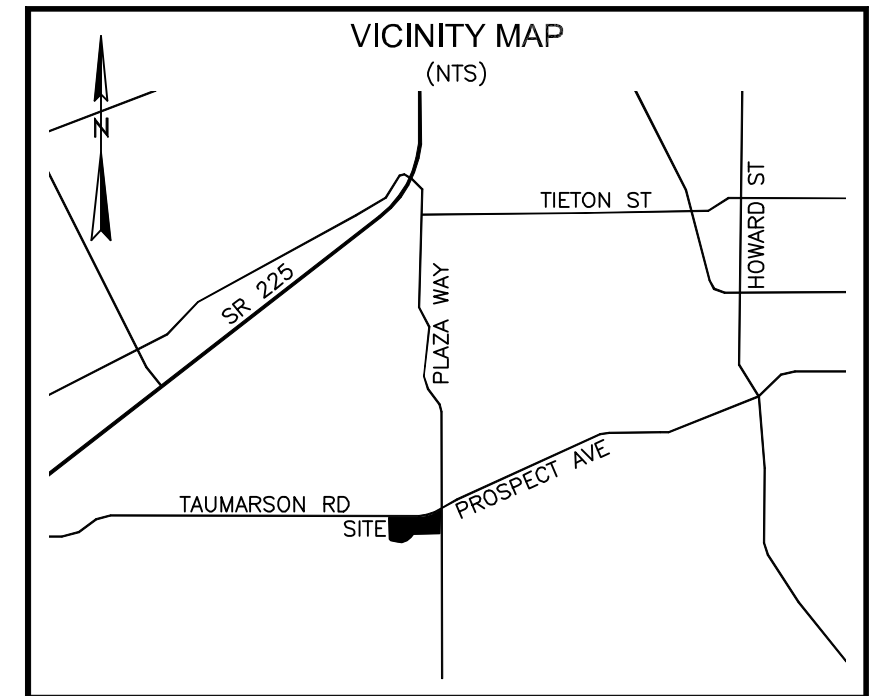 VICINITY MAP
(NTS)
N
TIETON ST
HOWARD ST
SR 225
PLAZA WAY
PROSPECT AVE
TAUMARSON RD
SITE